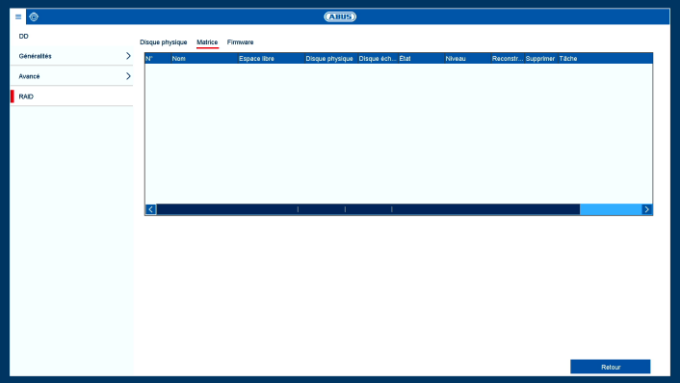 ABUS
DD
Généralités
Avancé
RAID
Disque physique Matrice Firmware
N° Nom Espace libre Disque physique Disque éch... État Niveau Reconstr... Supprimer Tâche
Retour